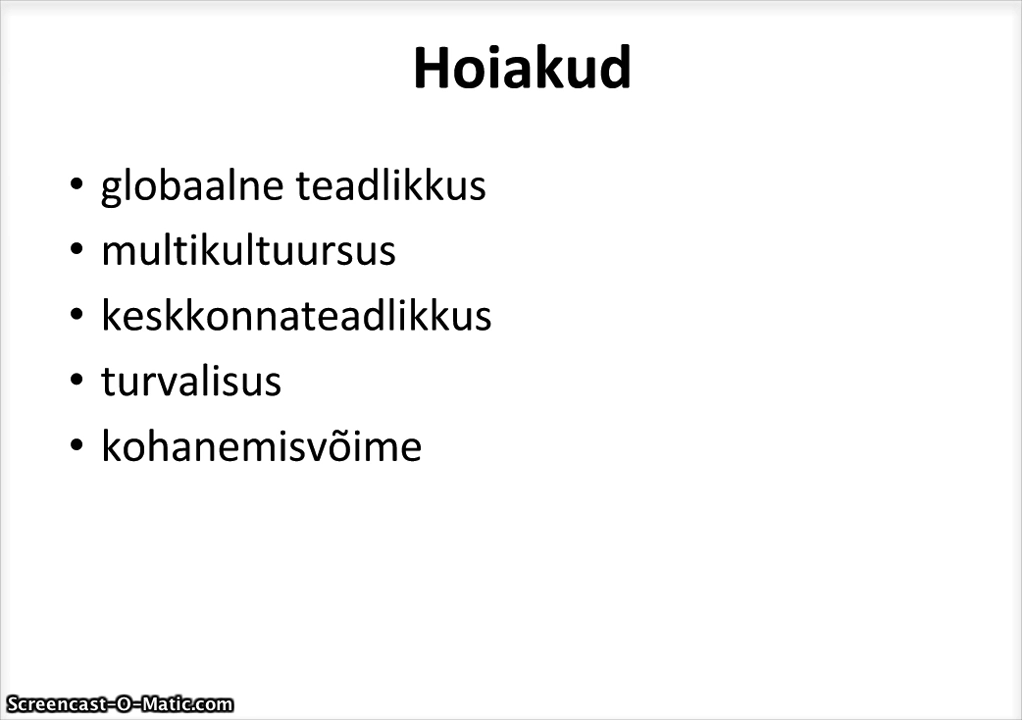 Hoiakud
• globaalne teadlikkus
• multikultuursus
• keskkonnateadlikkus
• turvalisus
• kohanemisvõime
Screencast-O-Matic.com